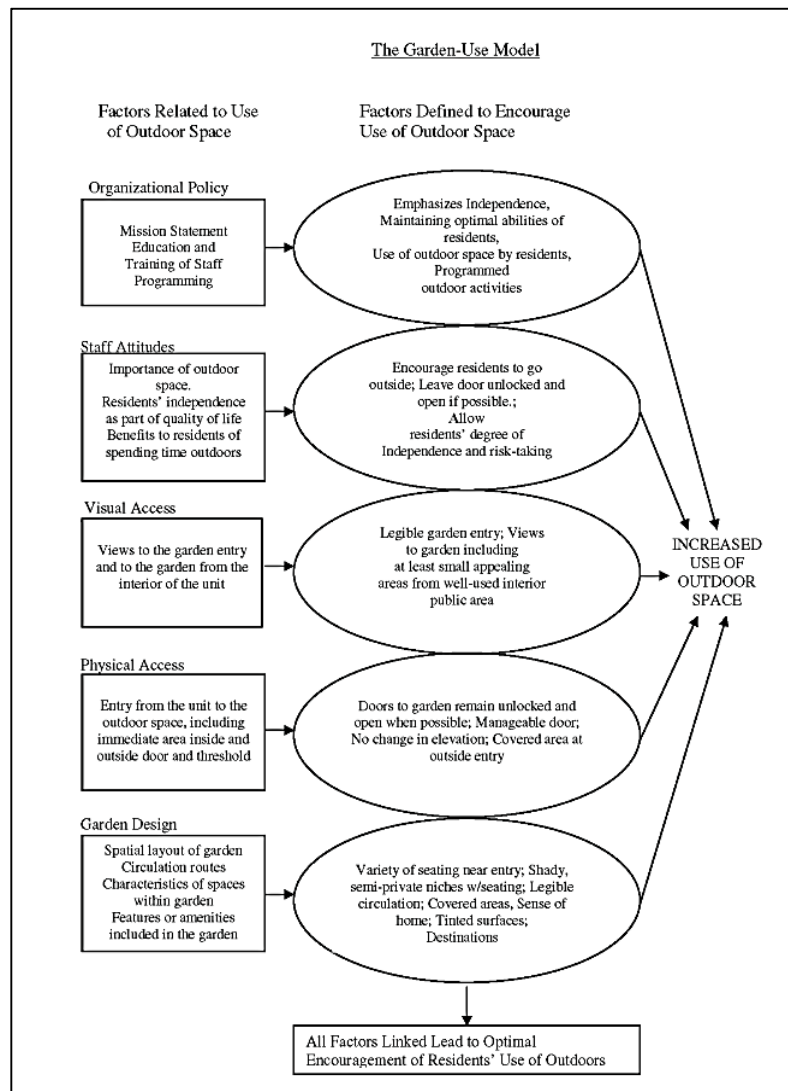 The Garden-Use Model
Factors Related to Use
of Outdoor Space
Factors Defined to Encourage
Use of Outdoor Space
Organizational Policy
Mission Statement
Education and
Training of Staff
Programming
Emphasizes Independence,
Maintaining optimal abilities of
residents,
Use of outdoor space by residents,
Programmed
outdoor activities
Staff Attitudes
Importance of outdoor
space.
Residents' independence
as part of quality of life
Benefits to residents of
spending time outdoors
Encourage residents to go
outside; Leave door unlocked and
open if possible.;
Allow
residents' degree of
Independence and risk-taking
Visual Access
Views to the garden entry
and to the garden from the
interior of the unit
Legible garden entry; Views
to garden including
at least small appealing
areas from well-used interior
public area
INCREASED
USE OF
OUTDOOR
SPACE
Physical Access
Entry from the unit to the
outdoor space, including
immediate area inside and
outside door and threshold
Doors to garden remain unlocked and
open when possible; Manageable door;
No change in elevation; Covered area at
outside entry
Garden Design
Spatial layout of garden
Circulation routes
Characteristics of spaces
within garden
Features or amenities
included in the garden
Variety of seating near entry; Shady,
semi-private niches w/seating; Legible
circulation; Covered areas, Sense of
home; Tinted surfaces;
Destinations
All Factors Linked Lead to Optimal
Encouragement of Residents' Use of Outdoors